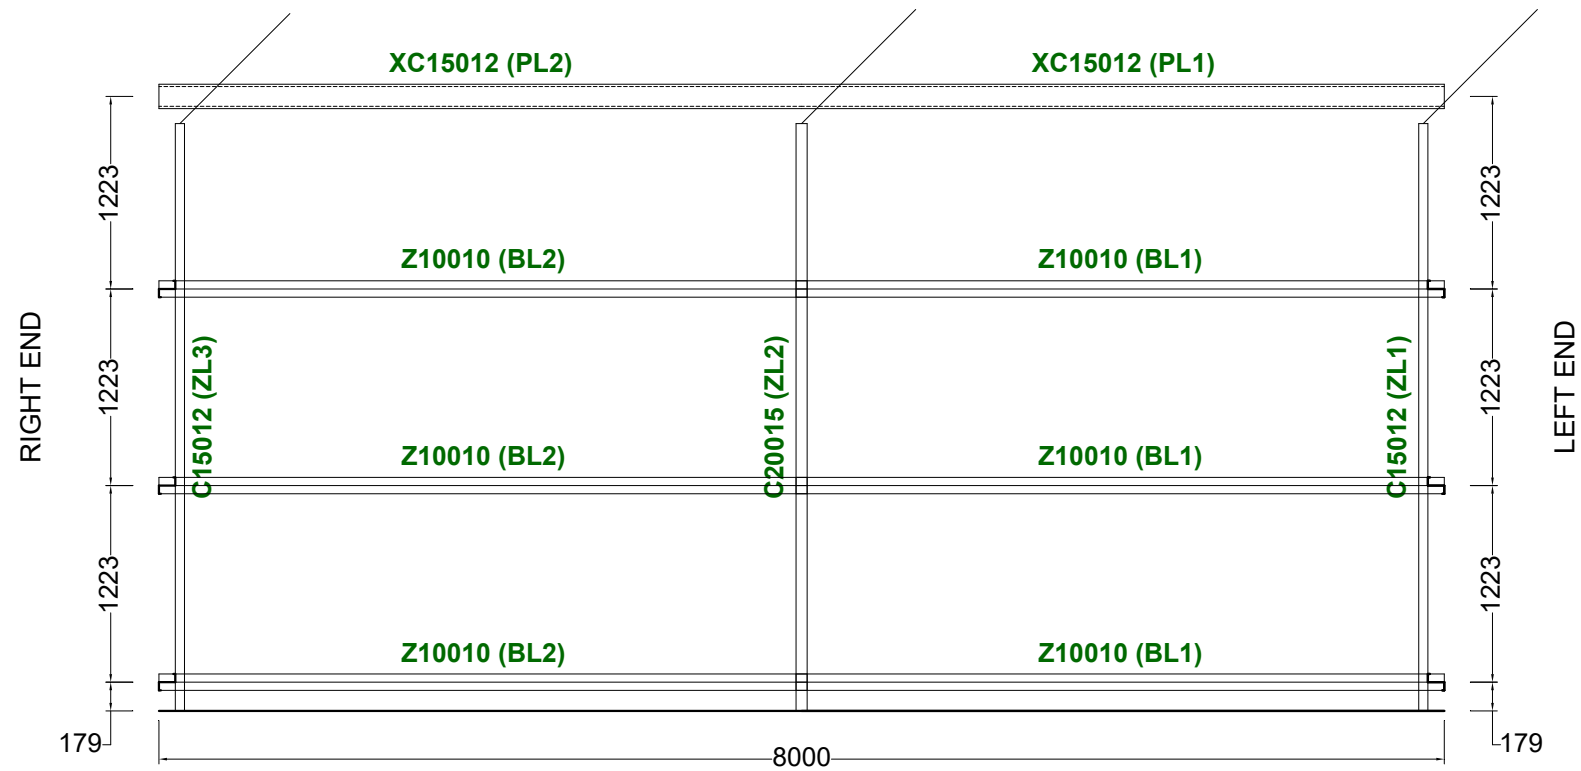 XC15012 (PL2)
XC15012 (PL1)
1223
1223
Z10010 (BL2)
Z10010 (BL1)
RIGHT END
1223
C15012 (ZL3)
C20015 (ZL2)
C15012 (ZL1)
1223
LEFT END
Z10010 (BL2)
Z10010 (BL1)
1223
1223
Z10010 (BL2)
Z10010 (BL1)
179
8000
179